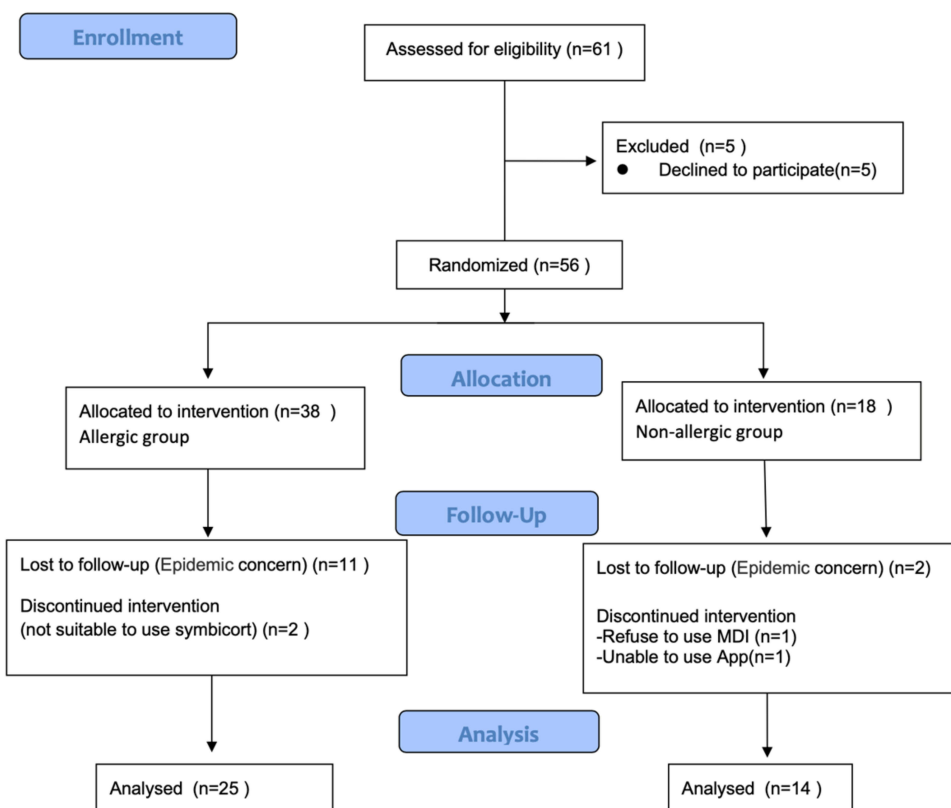 Enrollment
Assessed for eligibility (n=61)
Excluded (n=5 )
● Declined to participate(n=5)
Randomized (n=56 )
Allocation
Allocated to intervention (n=38 )
Allergic group
Allocated to intervention (n=18 )
Non-allergic group
Follow-Up
Lost to follow-up (Epidemic concern) (n=11 )
Discontinued intervention
(not suitable to use symbicort) (n=2 )
Lost to follow-up (Epidemic concern) (n=2)
Discontinued intervention
-Refuse to use MDI (n=1)
-Unable to use App(n=1)
Analysis
Analysed (n=25 )
Analysed (n=14 )